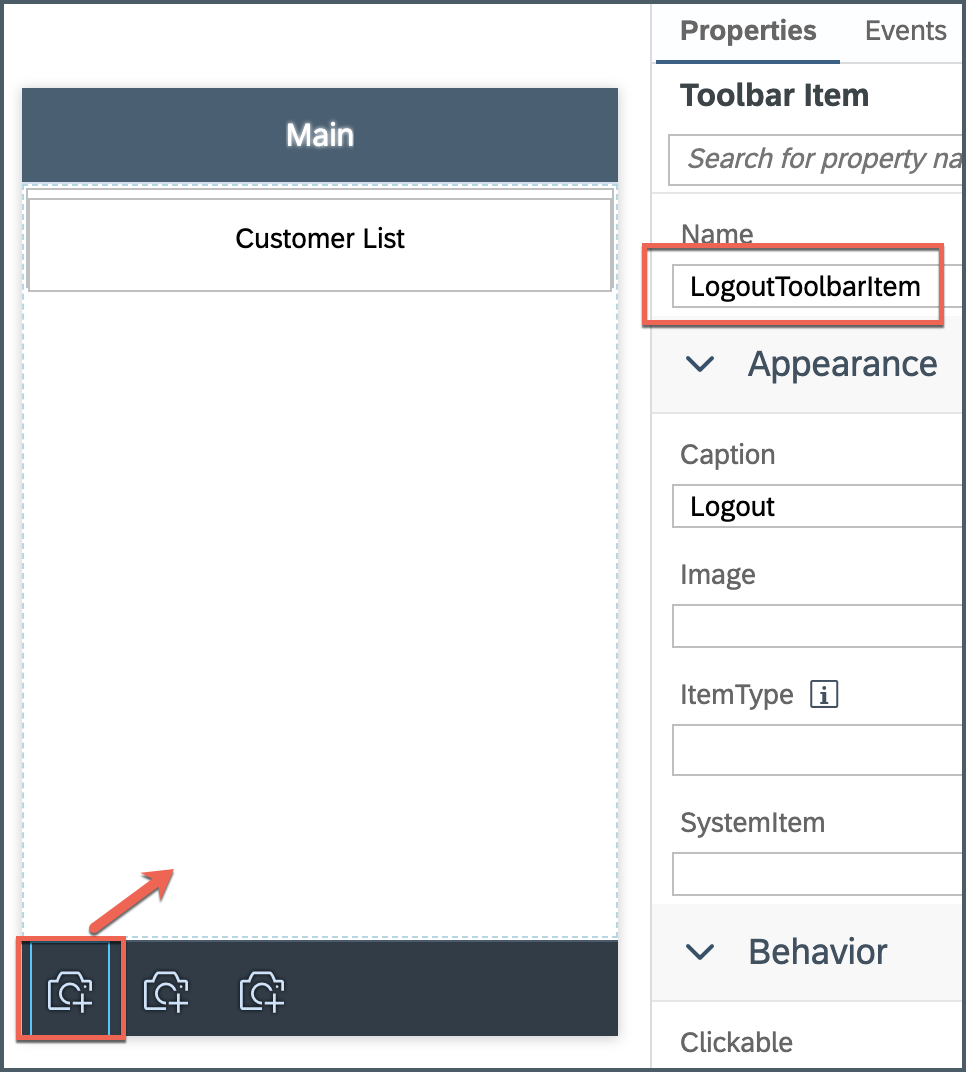 Main
Customer List
Properties Events
Toolbar Item
Search for property na
Name
LogoutToolbarItem
Appearance
Caption
Logout
Image
ItemType i
SystemItem
Behavior
Clickable